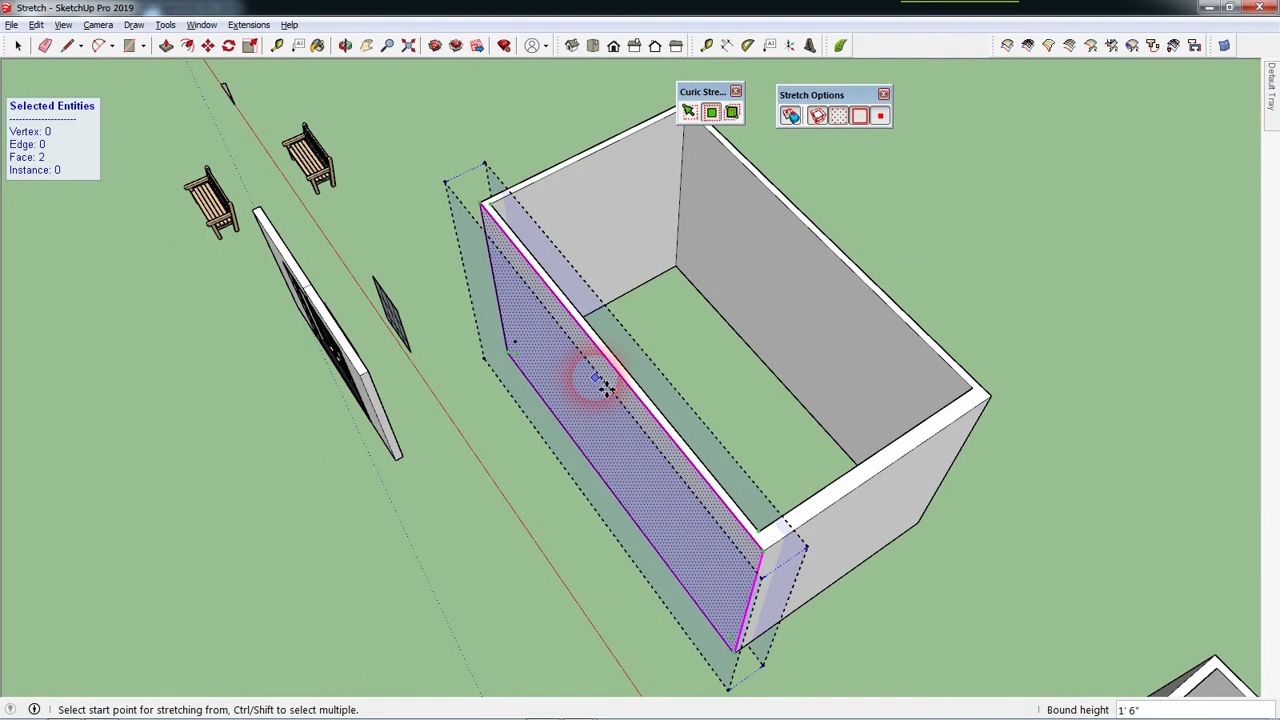 Stretch - SketchUp Pro 2019
File Edit View Camera Draw Tools Window Extensions Help
Selected Entities
--------------------
Vertex: 0
Edge: 0
Face: 2
Instance: 0
Curic Stre...
Stretch Options
Default Tray
Select start point for stretching from, Ctrl/Shift to select multiple.
Bound height 1' 6"